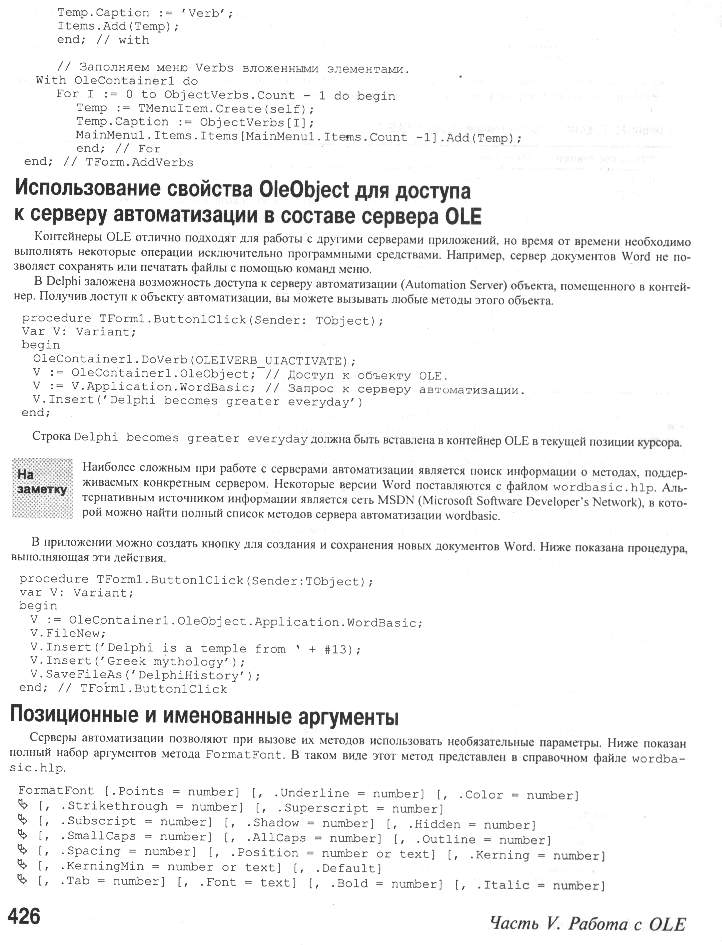 Temp.Caption := 'Verb';
Items.Add(Temp);
end; // with
// Заполняем меню Verbs вложенными элементами.
With OleContainer1 do
For I := 0 to ObjectVerbs.Count - 1 do begin
Temp := TMenuItem.Create(self);
Temp.Caption := ObjectVerbs[I];
MainMenu1.Items.Items[MainMenu1.Items.Count -1].Add(Temp);
end; // For
end; // TForm.AddVerbs
Использование свойства OleObject для доступа
к серверу автоматизации в составе сервера OLE
Контейнеры OLE отлично подходят для работы с другими серверами приложений, но время от времени необходимо
выполнять некоторые операции исключительно программными средствами. Например, сервер документов Word не по-
зволяет сохранять или печатать файлы с помощью команд меню.
В Delphi заложена возможность доступа к серверу автоматизации (Automation Server) объекта, помещенного в контей-
нер. Получив доступ к объекту автоматизации, вы можете вызывать любые методы этого объекта.
procedure TForm1.Button1Click(Sender: TObject);
Var V: Variant;
begin
OleContainer1.DoVerb(OLEIVERB_UIACTIVATE);
V := OleContainer1.OleObject; // Доступ к объекту OLE.
V := V.Application.WordBasic; // Запрос к серверу автоматизации.
V.Insert('Delphi becomes greater everyday')
end;
Строка Delphi becomes greater everyday должна быть вставлена в контейнер OLE в текущей позиции курсора.
На
заметку
Наиболее сложным при работе с серверами автоматизации является поиск информации о методах, поддер-
живаемых конкретным сервером. Некоторые версии Word поставляются с файлом wordbasic.hlp. Аль-
тернативным источником информации является сеть MSDN (Microsoft Software Developer's Network), в кото-
рой можно найти полный список методов сервера автоматизации wordbasic.
В приложении можно создать кнопку для создания и сохранения новых документов Word. Ниже показана процедура,
выполняющая эти действия.
procedure TForm1.Button1Click(Sender:TObject);
var V: Variant;
begin
V := OleContainer1.OleObject.Application.WordBasic;
V.FileNew;
V.Insert('Delphi is a temple from ' + #13);
V.Insert('Greek mythology');
V.SaveFileAs('DelphiHistory');
end; // TForm1.Button1Click
Позиционные и именованные аргументы
Серверы автоматизации позволяют при вызове их методов использовать необязательные параметры. Ниже показан
полный набор аргументов метода FormatFont. В таком виде этот метод представлен в справочном файле wordba-
sic.hlp.
FormatFont [.Points = number] [, .Underline = number] [, .Color = number]
[, .Strikethrough = number] [, .Superscript = number]
[, .Subscript = number] [, .Shadow = number] [, .Hidden = number]
[, .SmallCaps = number] [, .AllCaps = number] [, .Outline = number]
[, .Spacing = number] [, .Position = number or text] [, .Kerning = number]
[, .KerningMin = number or text] [, .Default]
[, .Tab = number] [, .Font = text] [, .Bold = number] [, .Italic = number]
426
Часть V. Работа с OLE